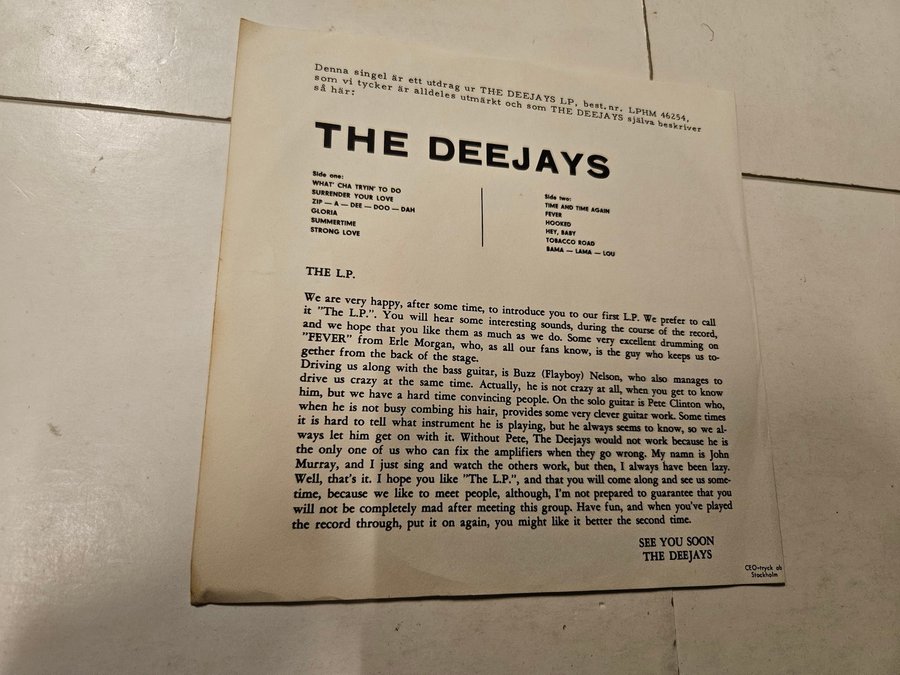 Denna singel är ett utdrag ur THE DEEJAYS LP, best.nr. LPHM 46254,
som vi tycker är alldeles utmärkt och som THE DEEJAYS själva beskriver
så här:
THE DEEJAYS
Side one:
WHAT' CHA TRYIN' TO DO
SURRENDER YOUR LOVE
ZIP — A — DEE — DOO — DAH
GLORIA
SUMMERTIME
STRONG LOVE
Side two:
TIME AND TIME AGAIN
FEVER
HOOKED
HEY, BABY
TOBACCO ROAD
BAMA — LAMA — LOU
THE L.P.
We are very happy, after some time, to introduce you to our first L.P. We prefer to call
it "The L.P.". You will hear some interesting sounds, during the course of the record,
and we hope that you like them as much as we do. Some very excellent drumming on
"FEVER" from Erle Morgan, who, as all our fans know, is the guy who keeps us to-
gether from the back of the stage.
Driving us along with the bass guitar, is Buzz (Flayboy) Nelson, who also manages to
drive us crazy at the same time. Actually, he is not crazy at all, when you get to know
him, but we have a hard time convincing people. On the solo guitar is Pete Clinton who,
when he is not busy combing his hair, provides some very clever guitar work. Some times
it is hard to tell what instrument he is playing, but he always seems to know, so we al-
ways let him get on with it. Without Pete, The Deejays would not work because he is
the only one of us who can fix the amplifiers when they go wrong. My namn is John
Murray, and I just sing and watch the others work, but then, I always have been lazy.
Well, that's it. I hope you like "The L.P.", and that you will come along and see us some-
time, because we like to meet people, although, I'm not prepared to guarantee that you
will not be completely mad after meeting this group. Have fun, and when you've played
the record through, put it on again, you might like it better the second time.
SEE YOU SOON
THE DEEJAYS
CEO-tryck ab
Stockholm